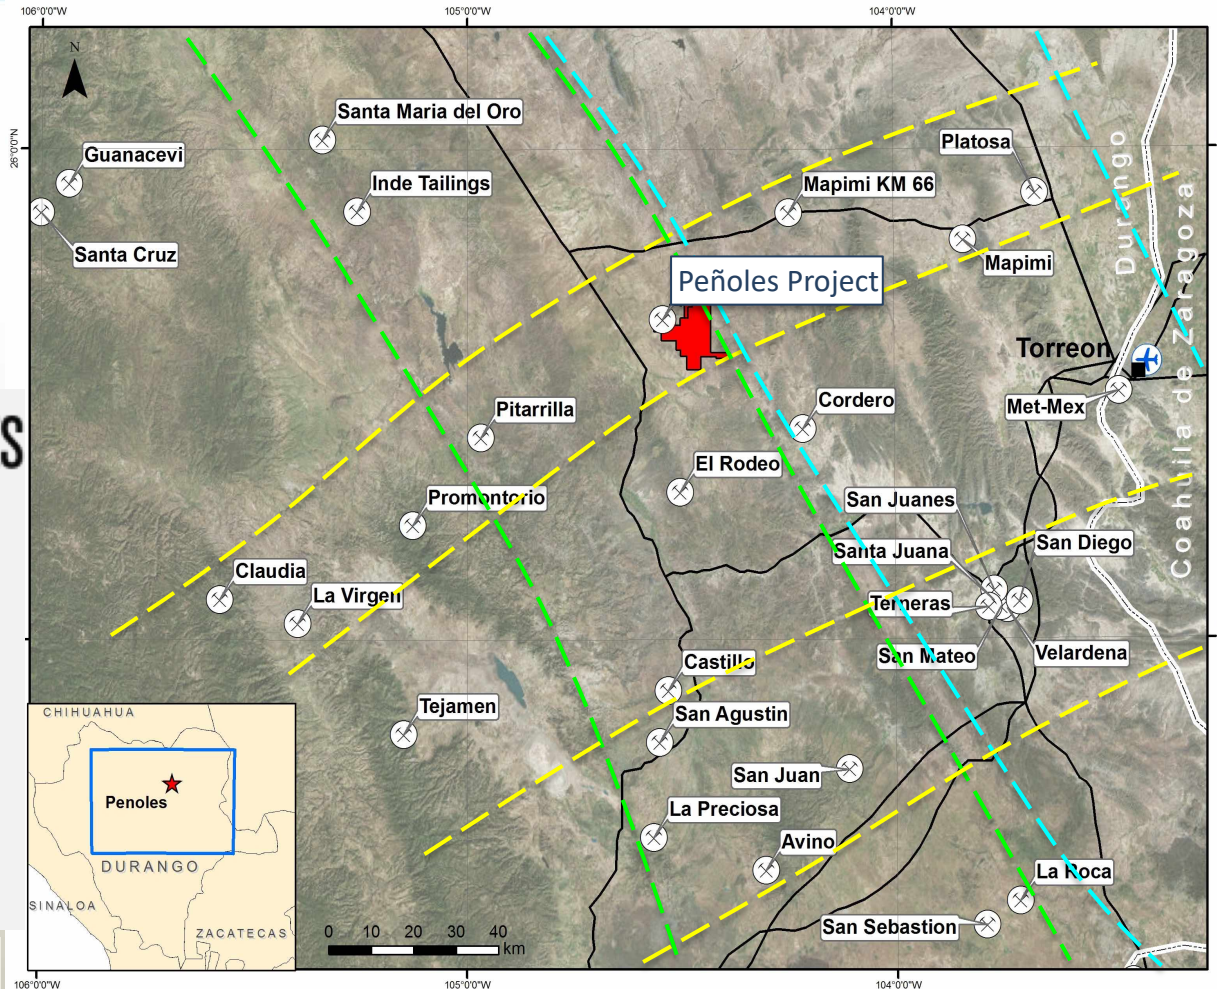 106°0'0"W
105°0'0"W
104°0'0"W
N
26°0'0"N
Santa Maria del Oro
Guanacevi
Inde Tailings
Santa Cruz
Platosa
Mapimi KM 66
Mapimi
Durengo
Coahuila de Zaragoza
Peñoles Project
Torreon
Met-Mex
S
Pitarrilla
Cordero
El Rodeo
Promontorio
San Juanes
Santa Juana
San Diego
Claudia
La Virgen
Terneras
San Mateo
Velardena
Castillo
Tejamen
San Agustin
San Juan
La Preciosa
Avino
La Roca
San Sebastion
CHIHUAHUA
Penoles
DURANGO
SINALOA
ZACATECAS
0 10 20 30 40
km
106°0'0"W
105°0'0"W
104°0'0"W